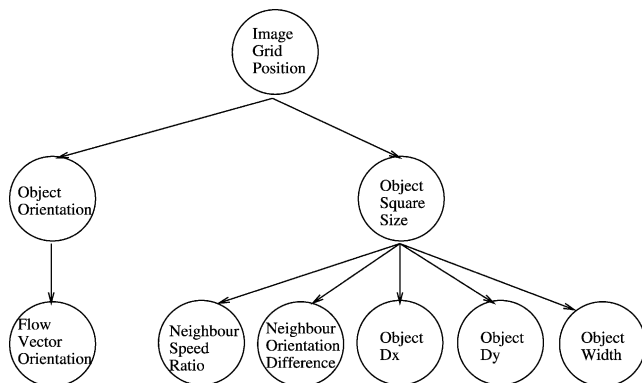 Image
Grid
Position
Object
Orientation
Object
Square
Size
Flow
Vector
Orientation
Neighbour
Speed
Ratio
Neighbour
Orientation
Difference
Object
Dx
Object
Dy
Object
Width